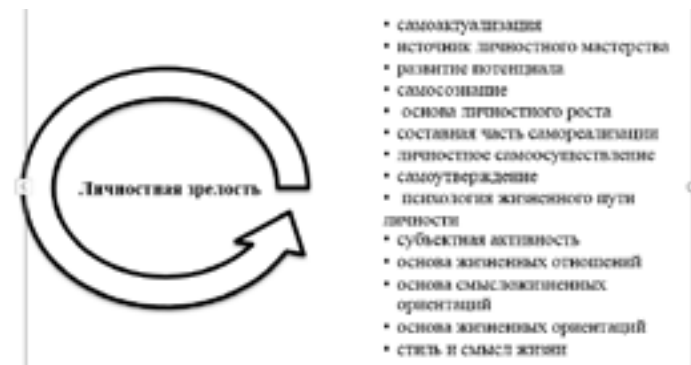 Личностная зрелость
• самоактуализация
• источник личностного мастерства
• развитие потенциала
• самосознание
• основа личностного роста
• составная часть самореализации
• личностное самоосуществление
• самоутверждение
• психология жизненного пути
личности
• субъектная активность
• основа жизненных отношений
• основа смысложизненных
ориентаций
• основа жизненных ориентаций
• стиль и смысл жизни